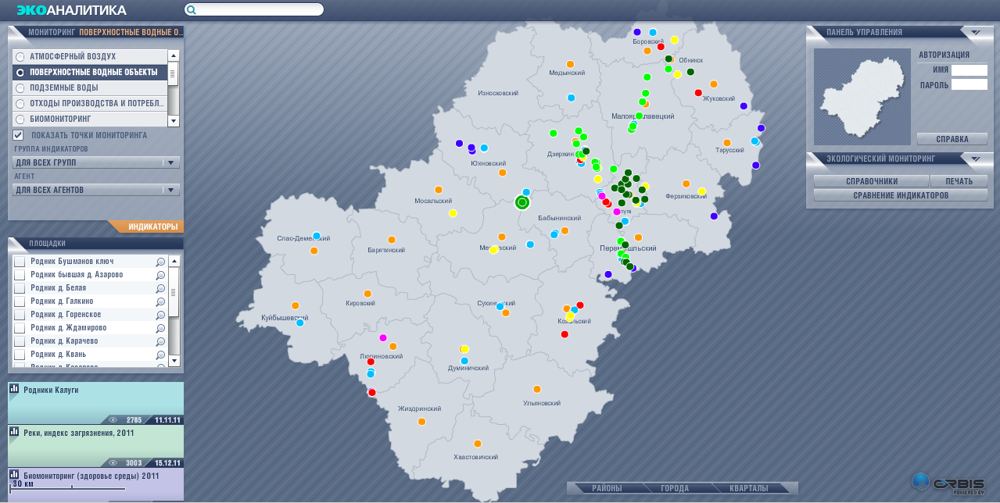 ЭКОАНАЛИТИКА
МОНИТОРИНГ ПОВЕРХНОСТНЫЕ ВОДНЫЕ О...
АТМОСФЕРНЫЙ ВОЗДУХ
ПОВЕРХНОСТНЫЕ ВОДНЫЕ ОБЪЕКТЫ
ПОДЗЕМНЫЕ ВОДЫ
ОТХОДЫ ПРОИЗВОДСТВА И ПОТРЕБЛ...
БИОМОНИТОРИНГ
ПОКАЗАТЬ ТОЧКИ МОНИТОРИНГА
ГРУППА ИНДИКАТОРОВ
ДЛЯ ВСЕХ ГРУПП
АГЕНТ
ДЛЯ ВСЕХ АГЕНТОВ
ИНДИКАТОРЫ
ПЛОЩАДКИ
Родник Бушманов ключ
Родник бывшая д. Азарово
Родник д. Белая
Родник д. Галкино
Родник д. Горенское
Родник д. Ждамирово
Родник д. Карачево
Родник д. Квань
Родник д. Козарово
Родники Калуги
2765 11.11.11
Реки, индекс загрязнения, 2011
3003 15.12.11
Биомониторинг (здоровье среды) 2011
30 км
Боровский
Обнинск
Медынский
Износковский
Жуковский
Малоярославецкий
Тарусский
Дзержин
Юхновский
Ферзиковский
Мосальский
Бабынинский
Спас-Деменский
Барятинский
Перемышльский
Кировский
Сухиничский
Куйбышевский
Козельский
Людиновский
Думиничский
Ульяновский
Жиздринский
Хвастовичский
РАЙОНЫ
ГОРОДА
КВАРТАЛЫ
ПАНЕЛЬ УПРАВЛЕНИЯ
АВТОРИЗАЦИЯ
ИМЯ
ПАРОЛЬ
СПРАВКА
ЭКОЛОГИЧЕСКИЙ МОНИТОРИНГ
СПРАВОЧНИКИ
ПЕЧАТЬ
СРАВНЕНИЕ ИНДИКАТОРОВ
ORBIS
POWERED BY